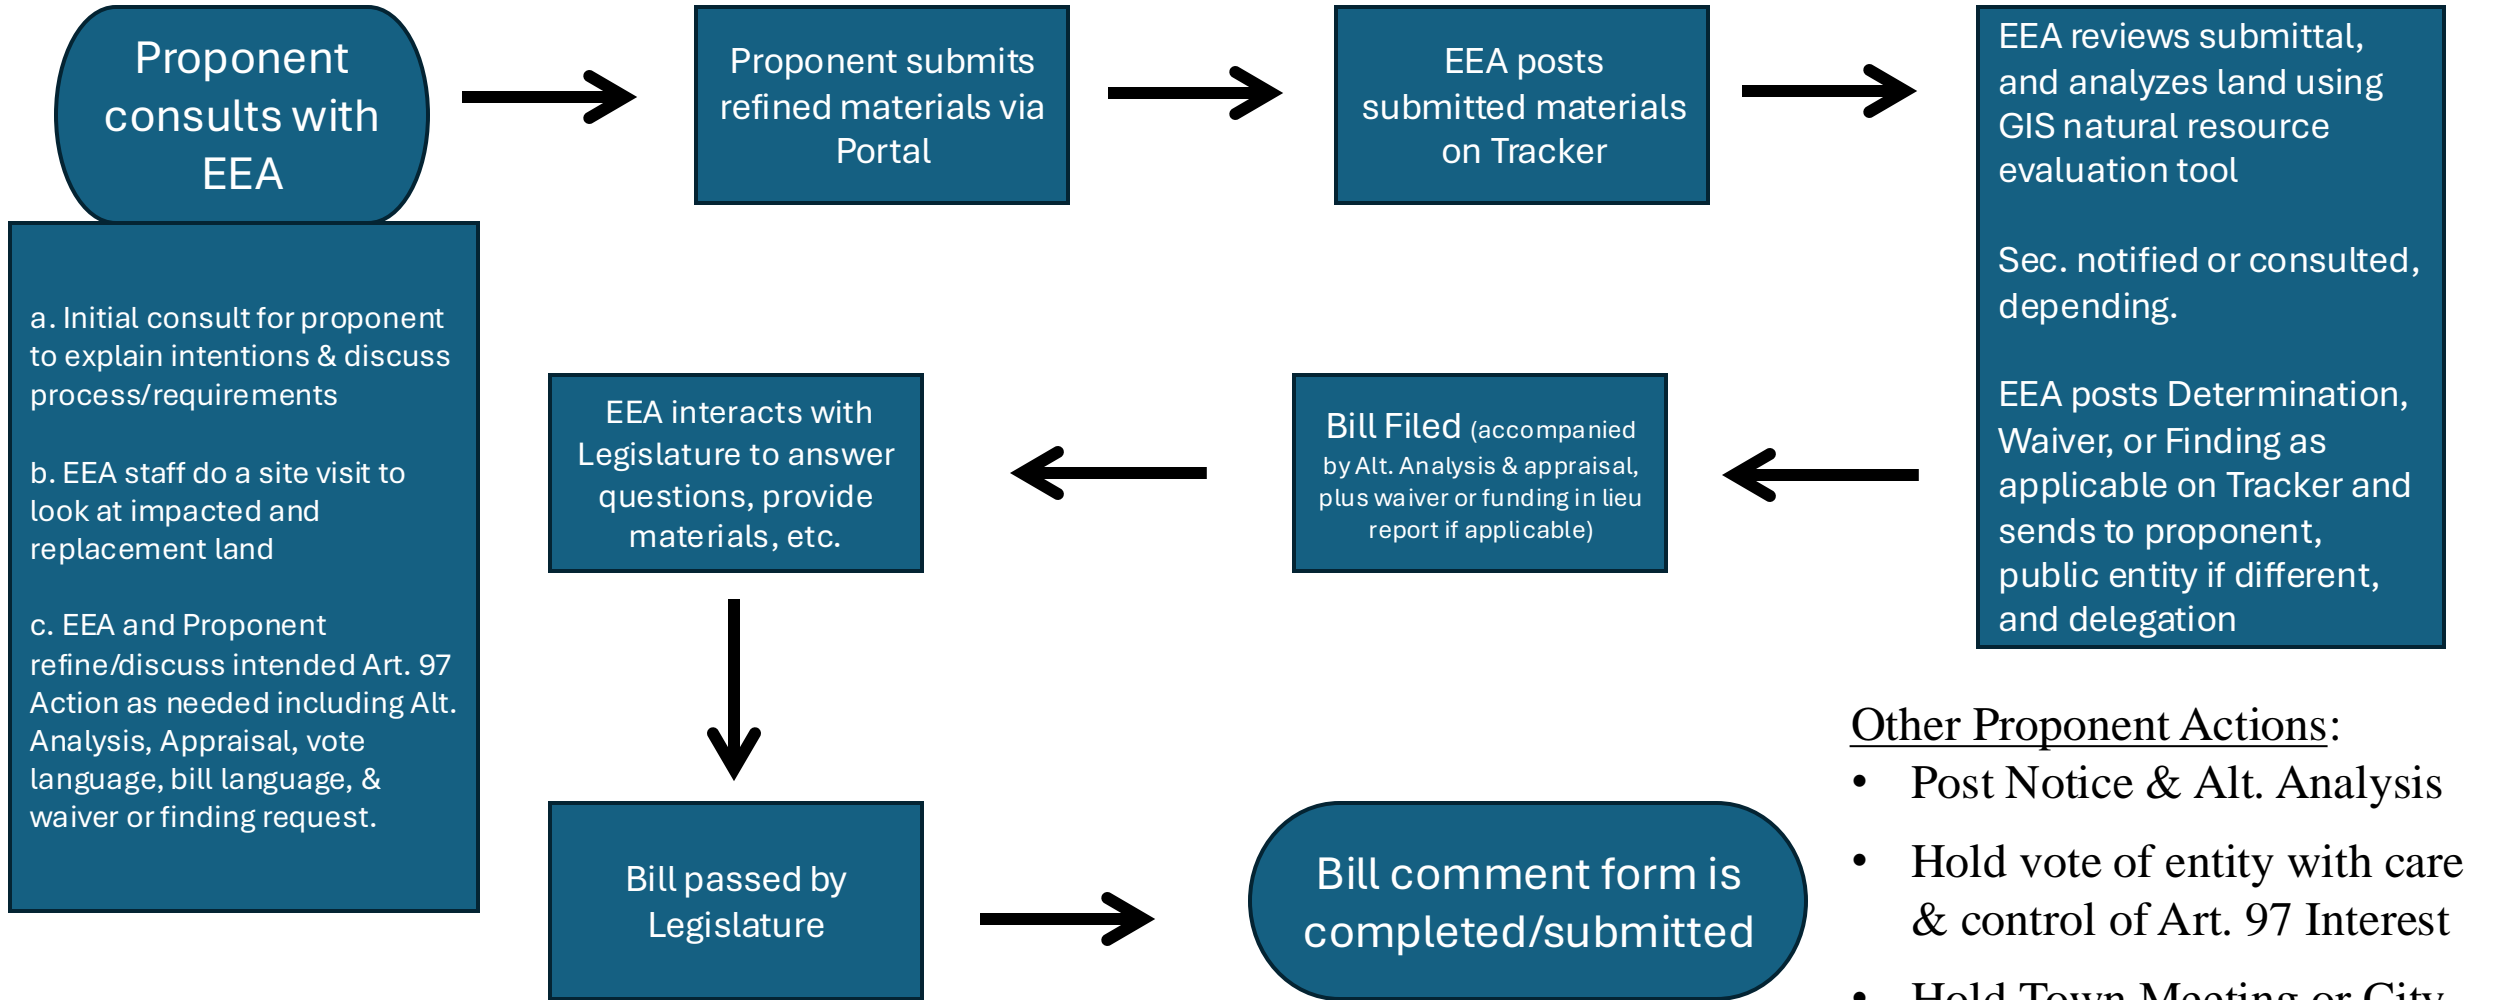 Proponent
consults with
EEA
a. Initial consult for proponent
to explain intentions & discuss
process/requirements
b. EEA staff do a site visit to
look at impacted and
replacement land
c. EEA and Proponent
refine/discuss intended Art. 97
Action as needed including Alt.
Analysis, Appraisal, vote
language, bill language, &
waiver or finding request.
Proponent submits
refined materials via
Portal
EEA posts
submitted materials
on Tracker
EEA reviews submittal,
and analyzes land using
GIS natural resource
evaluation tool
Sec. notified or consulted,
depending.
EEA posts Determination,
Waiver, or Finding as
applicable on Tracker and
sends to proponent,
public entity if different,
and delegation
Bill Filed (accompanied
by Alt. Analysis & appraisal,
plus waiver or funding in lieu
report if applicable)
EEA interacts with
Legislature to answer
questions, provide
materials, etc.
Bill passed by
Legislature
Bill comment form is
completed/submitted
Other Proponent Actions:
• Post Notice & Alt. Analysis
• Hold vote of entity with care
& control of Art. 97 Interest
• Hold Town Meeting or City